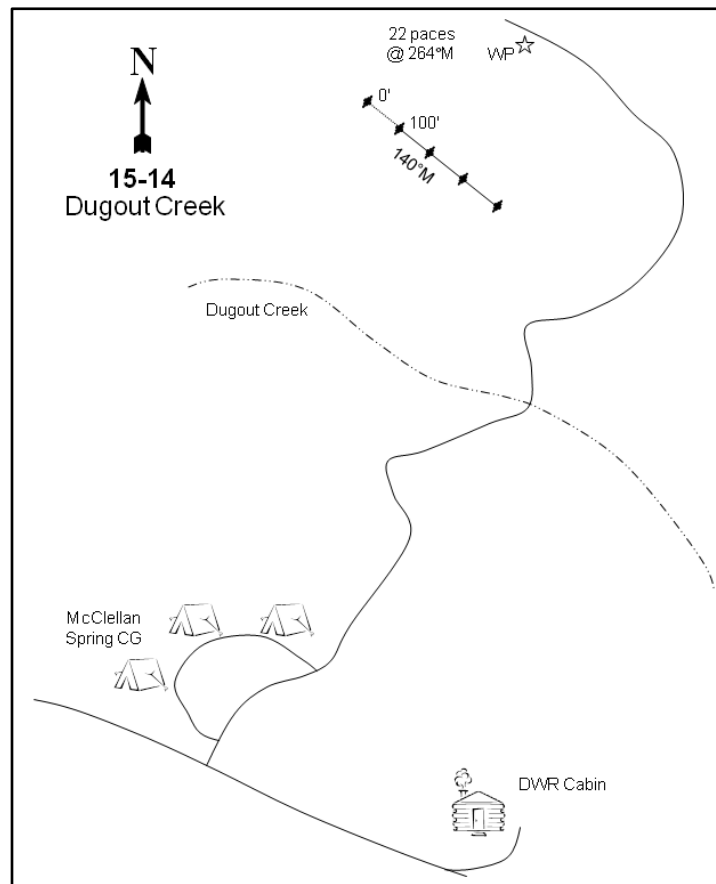 22 paces
@ 264°M
WP
N
0'
100'
140°M
15-14
Dugout Creek
Dugout Creek
McClellan
Spring CG
DWR Cabin